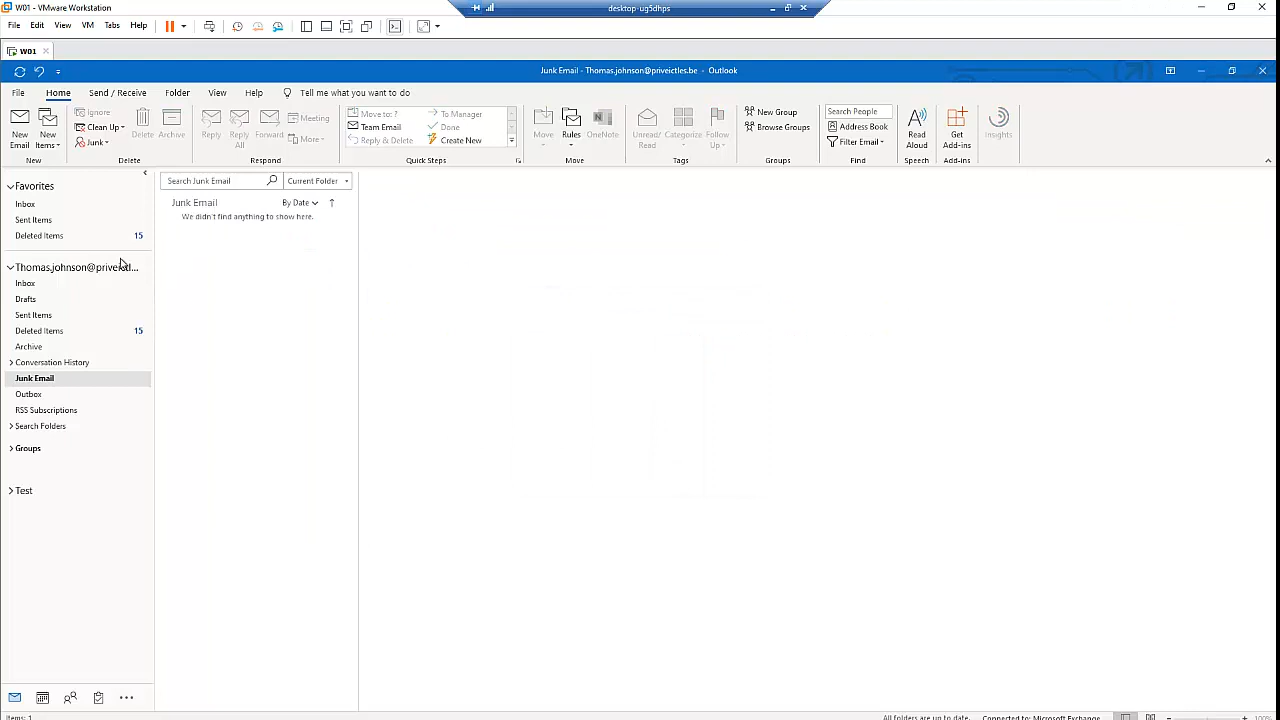 W01 - VMware Workstation
desktop-ug5dhps
File Edit View VM Tabs Help
W01
Junk Email - Thomas.johnson@priveictles.be - Outlook
File Home Send / Receive Folder View Help Tell me what you want to do
New Email
New Items
Ignore
Clean Up
Junk
Delete
Archive
Reply
Reply All
Forward
Meeting
More
Move to: ?
Team Email
Reply & Delete
To Manager
Done
Create New
Move
Rules
OneNote
Unread/ Read
Categorize
Follow Up
New Group
Browse Groups
Search People
Address Book
Filter Email
Read Aloud
Get Add-ins
Insights
New Delete Respond Quick Steps Move Tags Groups Find Speech Add-ins
Favorites
Inbox
Sent Items
Deleted Items 15
Thomas.johnson@priveictl...
Inbox
Drafts
Sent Items
Deleted Items 15
Archive
Conversation History
Junk Email
Outbox
RSS Subscriptions
Search Folders
Groups
Test
Search Junk Email Current Folder
Junk Email By Date
We didn't find anything to show here.
Items: 1 All folders are up to date. Connected to: Microsoft Exchange 100%